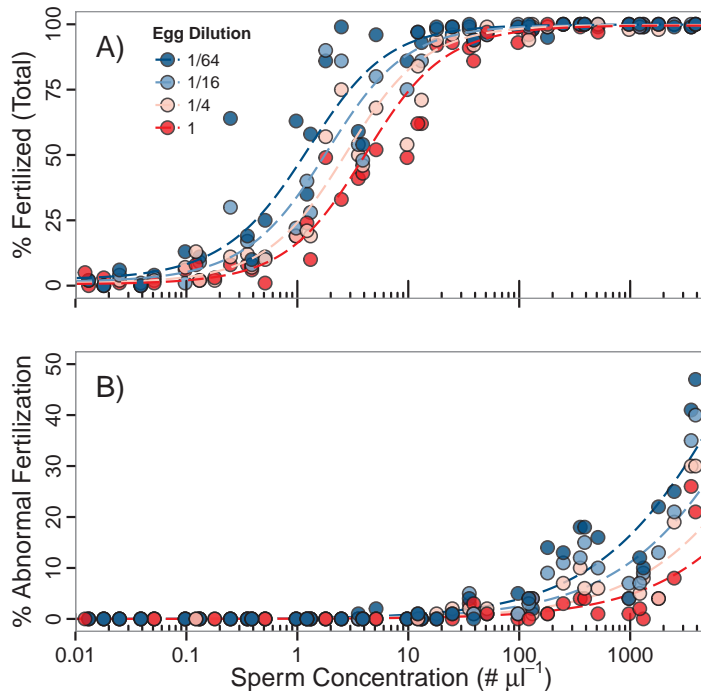 A)
Egg Dilution
1/64
1/16
1/4
1
% Fertilized (Total)
100
75
50
25
0
B)
% Abnormal Fertilization
50
40
30
20
10
0
0.01 0.1 1 10 100 1000
Sperm Concentration (# μl⁻¹)